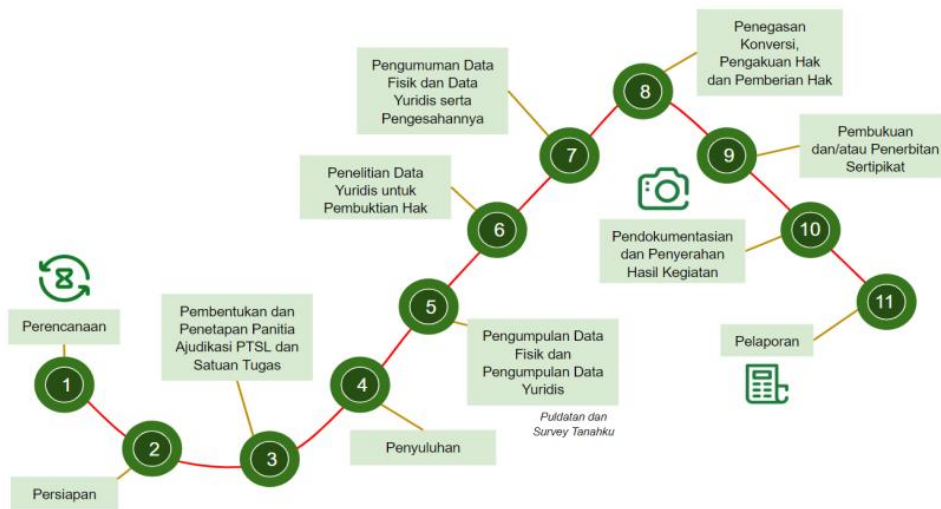 1
Perencanaan
2
Persiapan
3
Pembentukan dan
Penetapan Panitia
Ajudikasi PTSL dan
Satuan Tugas
4
Penyuluhan
5
Pengumpulan Data
Fisik dan
Pengumpulan Data
Yuridis
Puldatan dan
Survey Tanahku
6
Penelitian Data
Yuridis untuk
Pembuktian Hak
7
Pengumuman Data
Fisik dan Data
Yuridis serta
Pengesahannya
8
Penegasan
Konversi,
Pengakuan Hak
dan Pemberian Hak
9
Pembukuan
dan/atau Penerbitan
Sertipikat
10
Pendokumentasian
dan Penyerahan
Hasil Kegiatan
11
Pelaporan